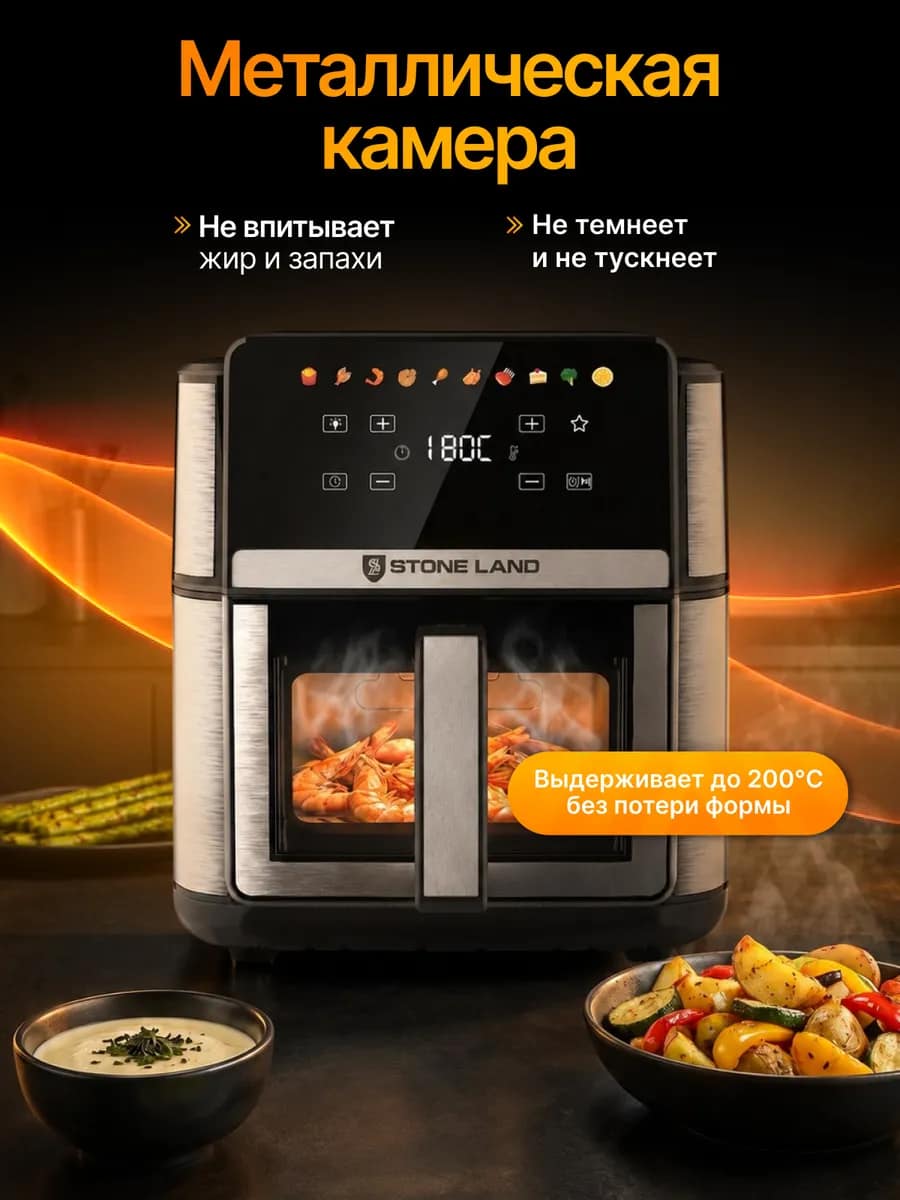 Металлическая
камера
Не впитывает
жир и запахи
Не темнеет
и не тускнеет
180C
STONE LAND
Выдерживает до 200°C
без потери формы